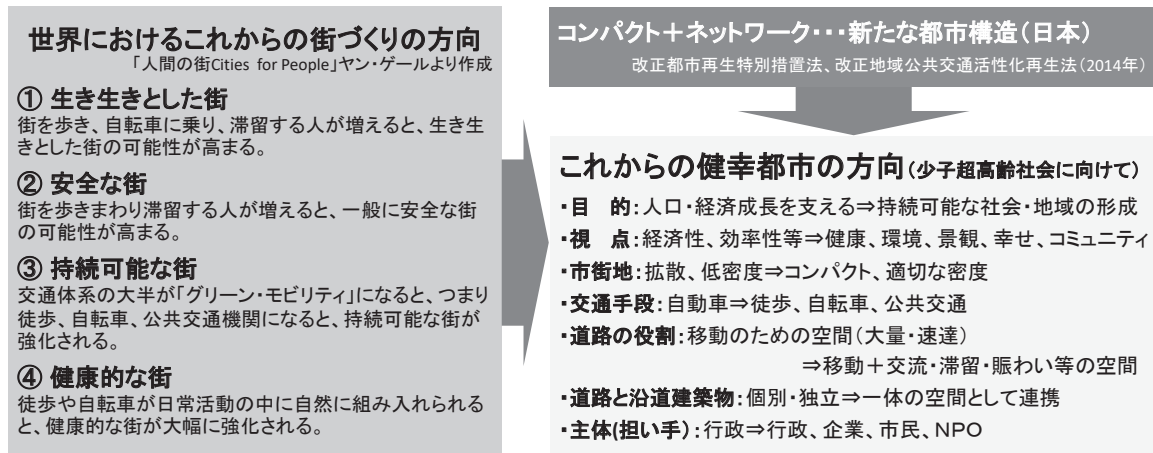 世界におけるこれからの街づくりの方向
「人間の街Cities for People」ヤン・ゲールより作成
① 生き生きとした街
街を歩き、自転車に乗り、滞留する人が増えると、生き生
きとした街の可能性が高まる。
② 安全な街
街を歩きまわり滞留する人が増えると、一般に安全な街
の可能性が高まる。
③ 持続可能な街
交通体系の大半が「グリーン・モビリティ」になると、つまり
徒歩、自転車、公共交通機関になると、持続可能な街が
強化される。
④ 健康的な街
徒歩や自転車が日常活動の中に自然に組み入れられる
と、健康的な街が大幅に強化される。
コンパクト＋ネットワーク・・・新たな都市構造（日本）
改正都市再生特別措置法、改正地域公共交通活性化再生法（2014年）
これからの健幸都市の方向（少子超高齢社会に向けて）
・目　的：人口・経済成長を支える⇒持続可能な社会・地域の形成
・視　点：経済性、効率性等⇒健康、環境、景観、幸せ、コミュニティ
・市街地：拡散、低密度⇒コンパクト、適切な密度
・交通手段：自動車⇒徒歩、自転車、公共交通
・道路の役割：移動のための空間（大量・速達）
⇒移動＋交流・滞留・賑わい等の空間
・道路と沿道建築物：個別・独立⇒一体の空間として連携
・主体(担い手）：行政⇒行政、企業、市民、ＮＰＯ